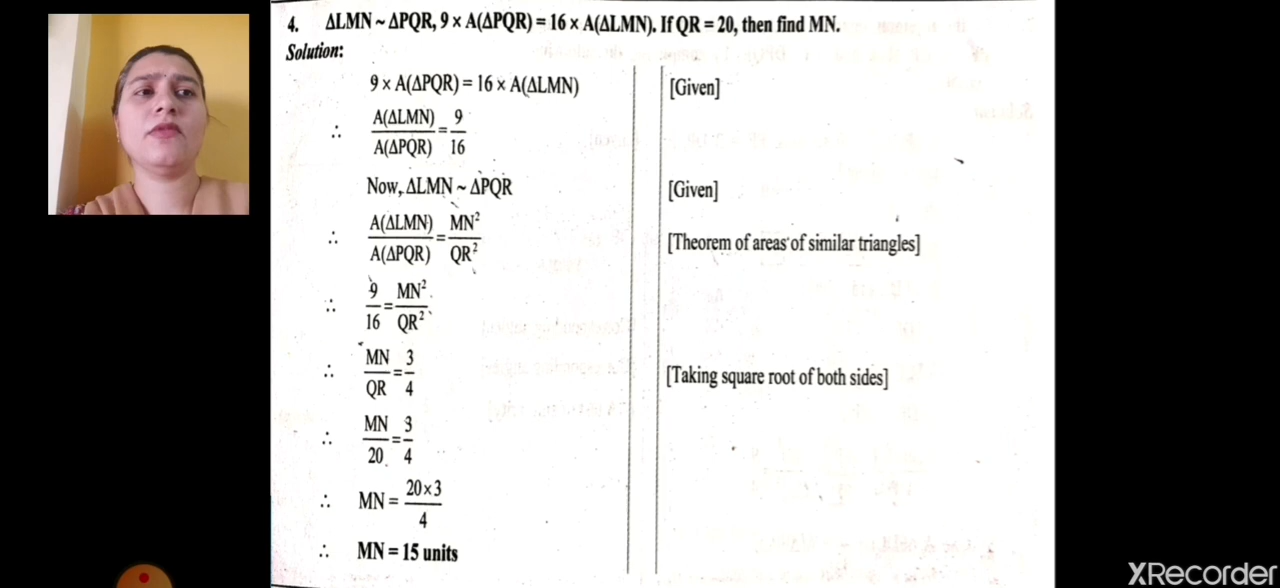 4. ΔLMN ~ ΔPQR, 9 × A(ΔPQR) = 16 × A(ΔLMN). If QR = 20, then find MN.
Solution:
9 × A(ΔPQR) = 16 × A(ΔLMN) [Given]
∴ A(ΔLMN)/A(ΔPQR) = 9/16
Now, ΔLMN ~ ΔPQR [Given]
∴ A(ΔLMN)/A(ΔPQR) = MN²/QR² [Theorem of areas of similar triangles]
∴ 9/16 = MN²/QR²
∴ MN/QR = 3/4 [Taking square root of both sides]
∴ MN/20 = 3/4
∴ MN = 20×3/4
∴ MN = 15 units
XRecorder